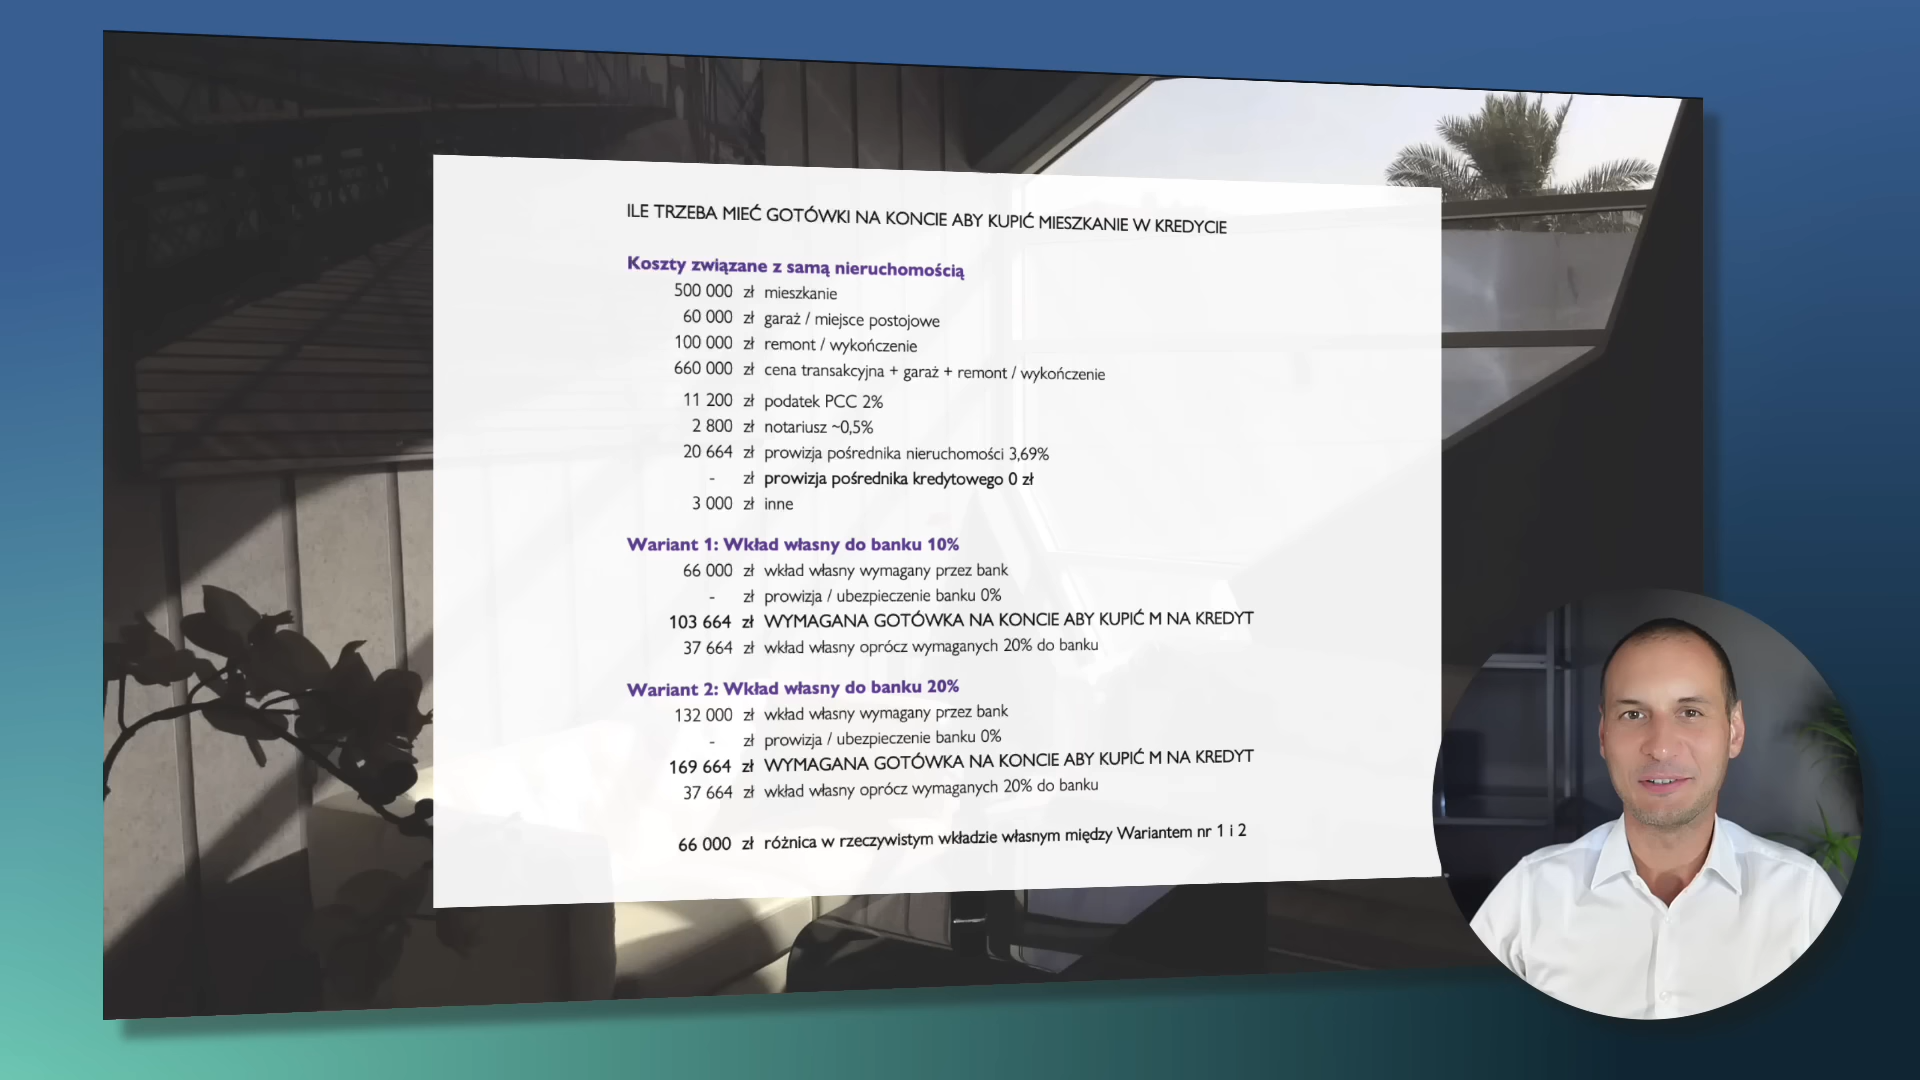 ILE TRZEBA MIEĆ GOTÓWKI NA KONCIE ABY KUPIĆ MIESZKANIE W KREDYCIE
Koszty związane z samą nieruchomością
500 000 zł mieszkanie
60 000 zł garaż / miejsce postojowe
100 000 zł remont / wykończenie
660 000 zł cena transakcyjna + garaż + remont / wykończenie
11 200 zł podatek PCC 2%
2 800 zł notariusz ~0,5%
20 664 zł prowizja pośrednika nieruchomości 3,69%
- zł prowizja pośrednika kredytowego 0 zł
3 000 zł inne
Wariant 1: Wkład własny do banku 10%
66 000 zł wkład własny wymagany przez bank
- zł prowizja / ubezpieczenie banku 0%
103 664 zł WYMAGANA GOTÓWKA NA KONCIE ABY KUPIĆ M NA KREDYT
37 664 zł wkład własny oprócz wymaganych 20% do banku
Wariant 2: Wkład własny do banku 20%
132 000 zł wkład własny wymagany przez bank
- zł prowizja / ubezpieczenie banku 0%
169 664 zł WYMAGANA GOTÓWKA NA KONCIE ABY KUPIĆ M NA KREDYT
37 664 zł wkład własny oprócz wymaganych 20% do banku
66 000 zł różnica w rzeczywistym wkładzie własnym między Wariantem nr 1 i 2